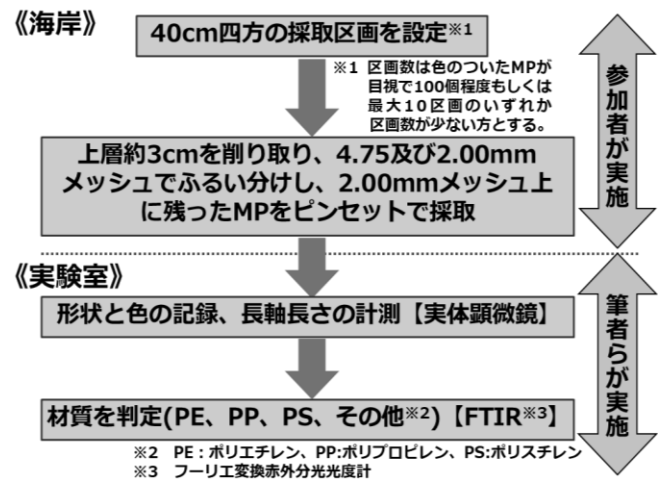 《海岸》
40cm四方の採取区画を設定※1
※1 区画数は色のついたMPが
目視で100個程度もしくは
最大10区画のいずれか
区画数が少ない方とする。
上層約3cmを削り取り、4.75及び2.00mm
メッシュでふるい分けし、2.00mmメッシュ上
に残ったMPをピンセットで採取
参加者が実施
《実験室》
形状と色の記録、長軸長さの計測【実体顕微鏡】
材質を判定(PE、PP、PS、その他※2)【FTIR※3】
※2 PE：ポリエチレン、PP:ポリプロピレン、PS:ポリスチレン
※3 フーリエ変換赤外分光光度計
筆者らが実施